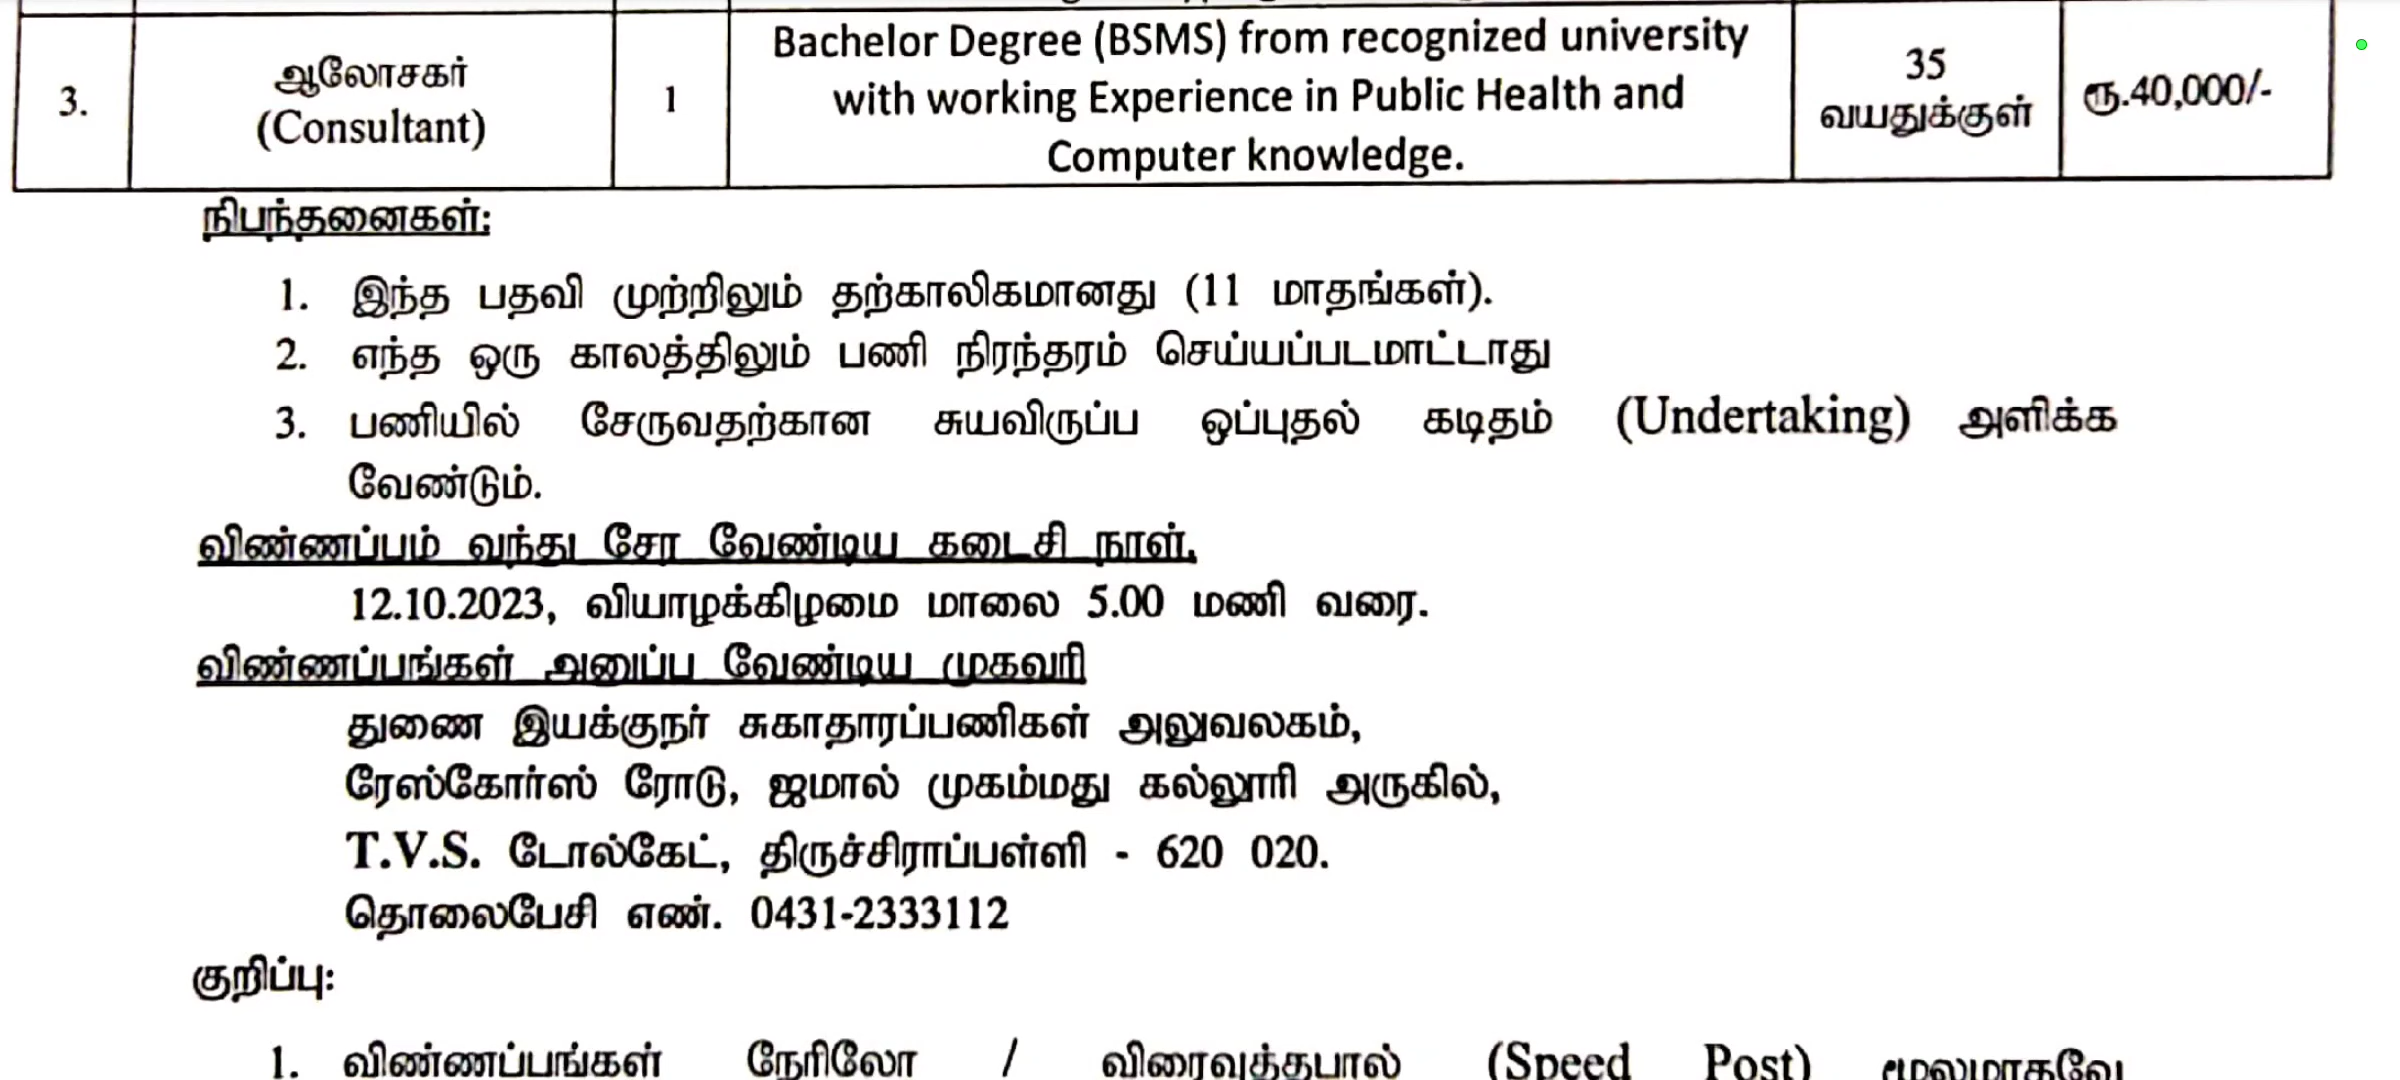 3.
ஆலோசகர்
(Consultant)
1
Bachelor Degree (BSMS) from recognized university
with working Experience in Public Health and
Computer knowledge.
35
வயதுக்குள்
ரூ.40,000/-
நிபந்தனைகள்:
1. இந்த பதவி முற்றிலும் தற்காலிகமானது (11 மாதங்கள்).
2. எந்த ஒரு காலத்திலும் பணி நிரந்தரம் செய்யப்படமாட்டாது
3. பணியில் சேருவதற்கான சுயவிருப்ப ஒப்புதல் கடிதம் (Undertaking) அளிக்க
வேண்டும்.
விண்ணப்பம் வந்து சேர வேண்டிய கடைசி நாள்.
12.10.2023, வியாழக்கிழமை மாலை 5.00 மணி வரை.
விண்ணப்பங்கள் அனுப்ப வேண்டிய முகவரி
துணை இயக்குநர் சுகாதாரப்பணிகள் அலுவலகம்,
ரேஸ்கோர்ஸ் ரோடு, ஜமால் முகம்மது கல்லூரி அருகில்,
T.V.S. டோல்கேட், திருச்சிராப்பள்ளி - 620 020.
தொலைபேசி எண். 0431-2333112
குறிப்பு:
1. விண்ணப்பங்கள் நேரிலோ / விரைவுத்தபால் (Speed Post) மூலமாகவே